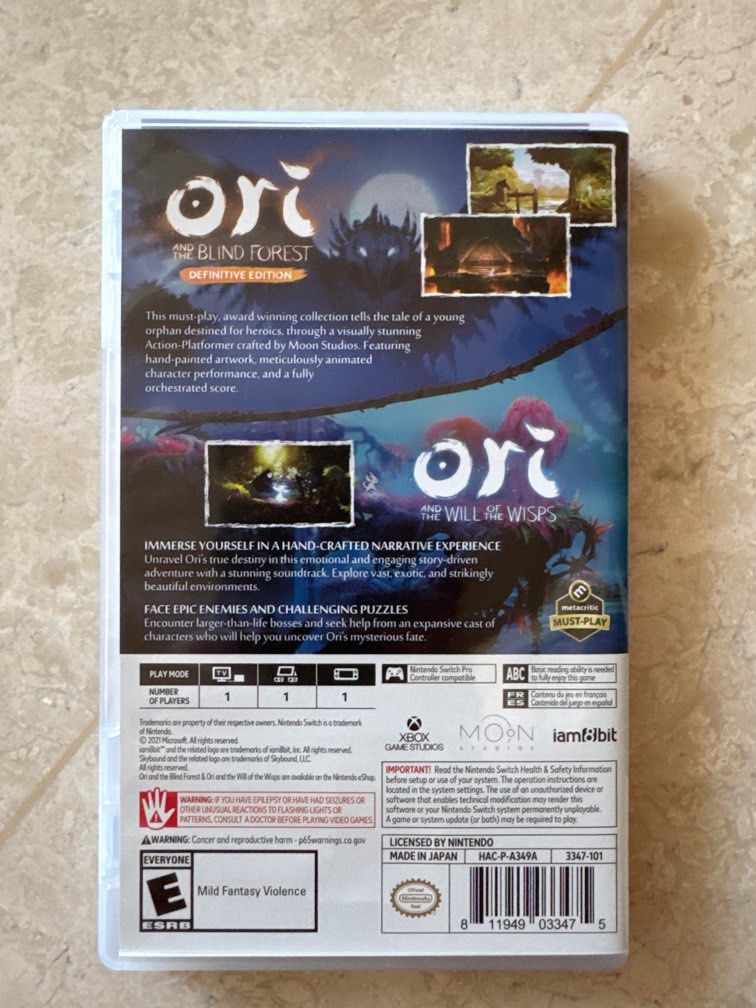 ori
AND THE BLIND FOREST
DEFINITIVE EDITION
This must-play, award winning collection tells the tale of a young
orphan destined for heroics, through a visually stunning
Action-Platformer crafted by Moon Studios. Featuring
hand-painted artwork, meticulously animated
character performance, and a fully
orchestrated score.
ori
AND THE WILL OF THE WISPS
IMMERSE YOURSELF IN A HAND-CRAFTED NARRATIVE EXPERIENCE
Unravel Ori's true destiny in this emotional and engaging story-driven
adventure with a stunning soundtrack. Explore vast, exotic, and strikingly
beautiful environments.
FACE EPIC ENEMIES AND CHALLENGING PUZZLES
Encounter larger-than-life bosses and seek help from an expansive cast of
characters who will help you uncover Ori's mysterious fate.
metacritic
MUST-PLAY
PLAY MODE
TV
NUMBER
OF PLAYERS
1
1
1
Nintendo Switch Pro
Controller compatible
ABC
Basic reading ability is needed
to fully enjoy this game
FR
ES
Contenu du jeu en français
Contenido del juego en español
Trademarks are property of their respective owners. Nintendo Switch is a trademark
of Nintendo.
© 2021 Microsoft. All rights reserved.
iam8bit™ and the related logo are trademarks of iam8bit, Inc. All rights reserved.
Skybound and the related logo are trademarks of Skybound, LLC.
All rights reserved.
Ori and the Blind Forest & Ori and the Will of the Wisps are available on the Nintendo eShop.
XBOX
GAME STUDIOS
MOON
STUDIOS
iam8bit
WARNING: IF YOU HAVE EPILEPSY OR HAVE HAD SEIZURES OR
OTHER UNUSUAL REACTIONS TO FLASHING LIGHTS OR
PATTERNS, CONSULT A DOCTOR BEFORE PLAYING VIDEO GAMES.
IMPORTANT! Read the Nintendo Switch Health & Safety Information
before setup or use of your system. The operation instructions are
located in the system settings. The use of an unauthorized device or
software that enables technical modification may render this
software or your Nintendo Switch system permanently unplayable.
A game or system update (or both) may be required to play.
WARNING: Cancer and reproductive harm - p65warnings.ca.gov
EVERYONE
E
ESRB
Mild Fantasy Violence
LICENSED BY NINTENDO
MADE IN JAPAN
HAC-P-A349A
3347-101
Official
Nintendo
Seal
8 11949 03347 5